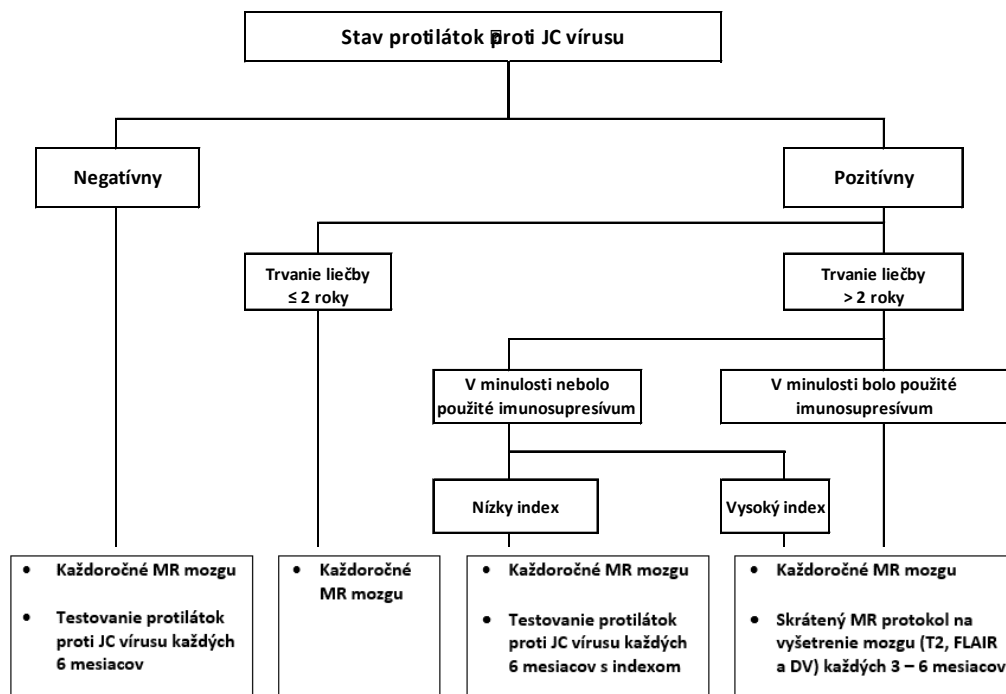 Stav protilátok proti JC vírusu
Negatívny
Pozitívny
Trvanie liečby
≤ 2 roky
Trvanie liečby
> 2 roky
V minulosti nebolo
použité imunosupresívum
V minulosti bolo použité
imunosupresívum
Nízky index
Vysoký index
• Každoročné MR mozgu
• Testovanie protilátok
proti JC vírusu každých
6 mesiacov
• Každoročné
MR mozgu
• Každoročné MR mozgu
• Testovanie protilátok
proti JC vírusu každých
6 mesiacov s indexom
• Každoročné MR mozgu
• Skrátený MR protokol na
vyšetrenie mozgu (T2, FLAIR
a DV) každých 3 – 6 mesiacov